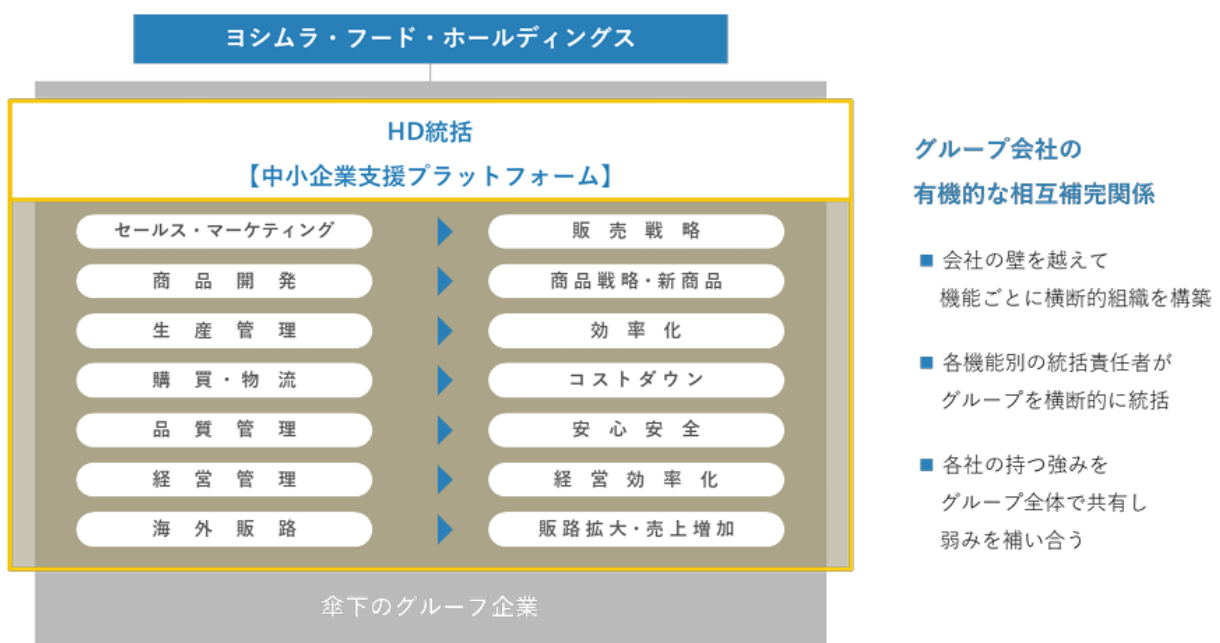 ヨシムラ・フード・ホールディングス
HD統括
【中小企業支援プラットフォーム】
セールス・マーケティング
販売戦略
商品開発
商品戦略・新商品
生産管理
効率化
購買・物流
コストダウン
品質管理
安心安全
経営管理
経営効率化
海外販路
販路拡大・売上増加
傘下のグループ企業
グループ会社の
有機的な相互補完関係
■ 会社の壁を越えて
機能ごとに横断的組織を構築
■ 各機能別の統括責任者が
グループを横断的に統括
■ 各社の持つ強みを
グループ全体で共有し
弱みを補い合う